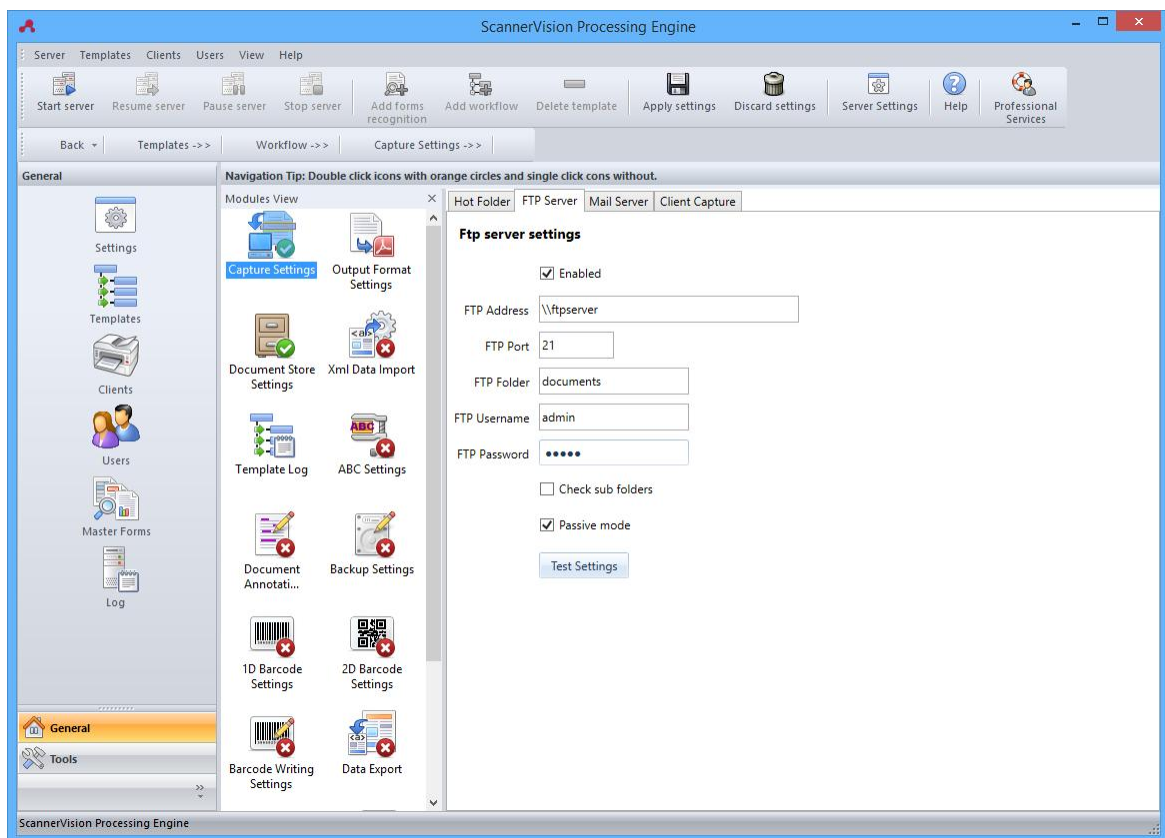 ScannerVision Processing Engine
Server Templates Clients Users View Help
Start server Resume server Pause server Stop server Add forms recognition Add workflow Delete template Apply settings Discard settings Server Settings Help Professional Services
Back Templates ->> Workflow ->> Capture Settings ->>
General
Navigation Tip: Double click icons with orange circles and single click cons without.
Settings
Templates
Clients
Users
Master Forms
Log
General
Tools
Modules View
Capture Settings
Output Format Settings
Document Store Settings
Xml Data Import
Template Log
ABC Settings
Document Annotati...
Backup Settings
1D Barcode Settings
2D Barcode Settings
Barcode Writing Settings
Data Export
Hot Folder FTP Server Mail Server Client Capture
Ftp server settings
Enabled
FTP Address \\ftpserver
FTP Port 21
FTP Folder documents
FTP Username admin
FTP Password •••••
Check sub folders
Passive mode
Test Settings
ScannerVision Processing Engine